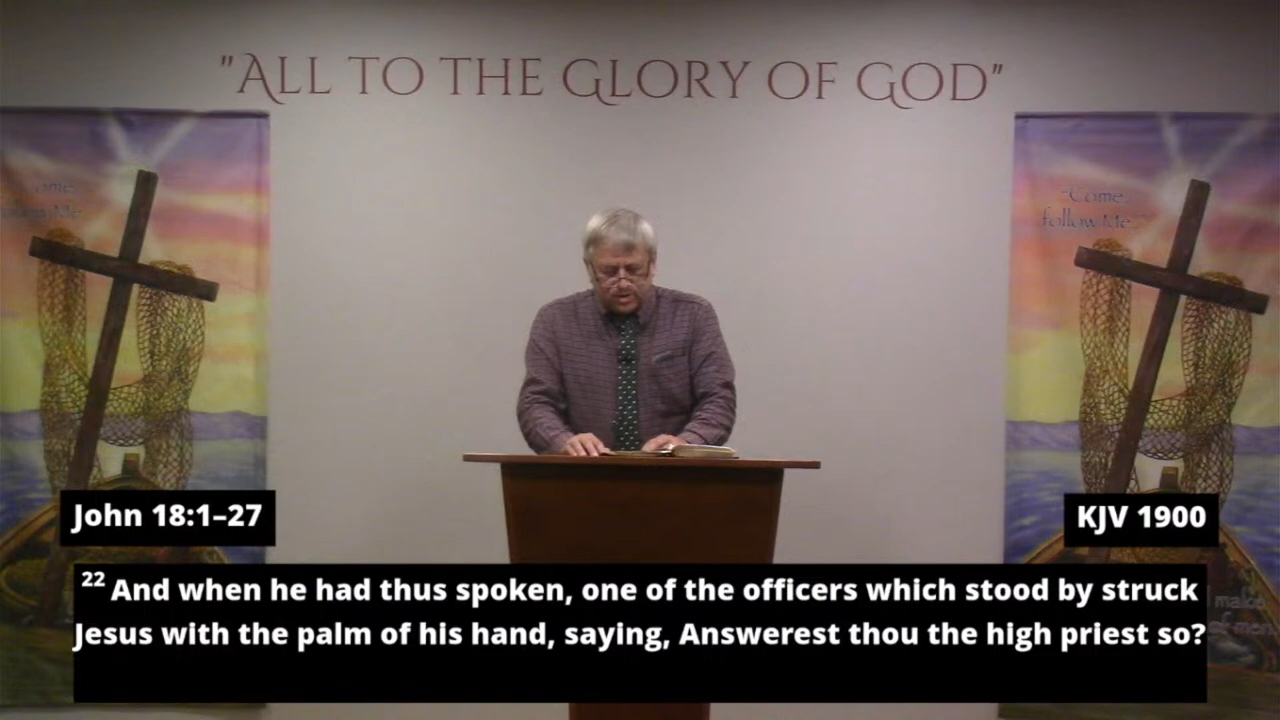 "ALL TO THE GLORY OF GOD"
"Come,
follow Me."
John 18:1–27
KJV 1900
22 And when he had thus spoken, one of the officers which stood by struck
Jesus with the palm of his hand, saying, Answerest thou the high priest so?